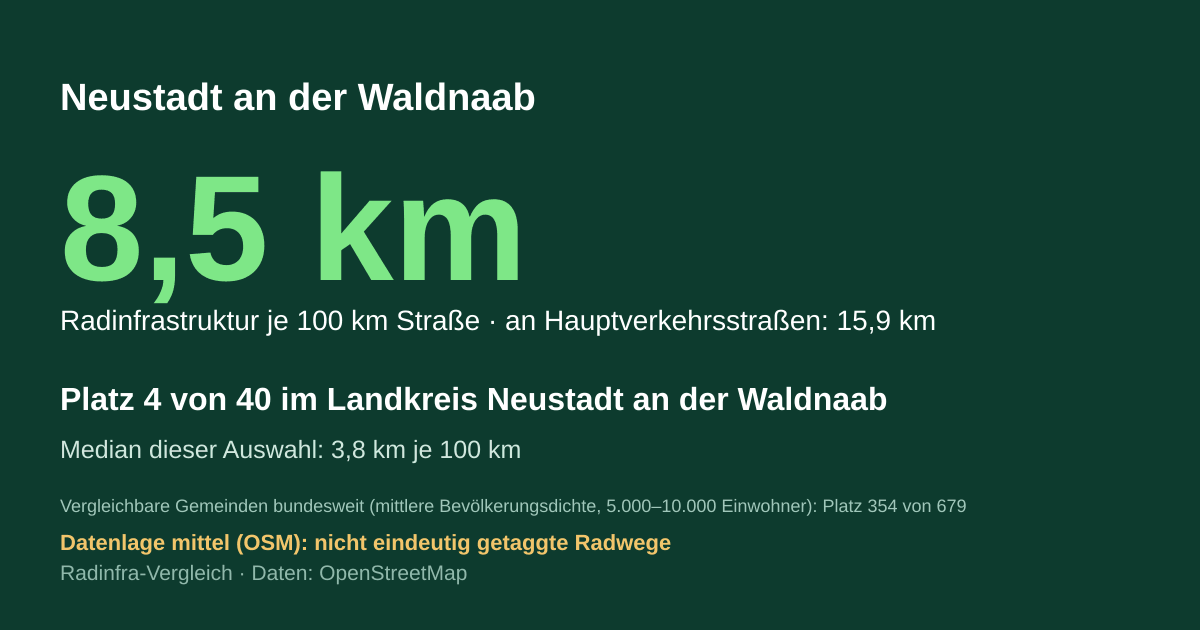 Neustadt an der Waldnaab
8,5 km
Radinfrastruktur je 100 km Straße · an Hauptverkehrsstraßen: 15,9 km
Platz 4 von 40 im Landkreis Neustadt an der Waldnaab
Median dieser Auswahl: 3,8 km je 100 km
Vergleichbare Gemeinden bundesweit (mittlere Bevölkerungsdichte, 5.000–10.000 Einwohner): Platz 354 von 679
Datenlage mittel (OSM): nicht eindeutig getaggte Radwege
Radinfra-Vergleich · Daten: OpenStreetMap